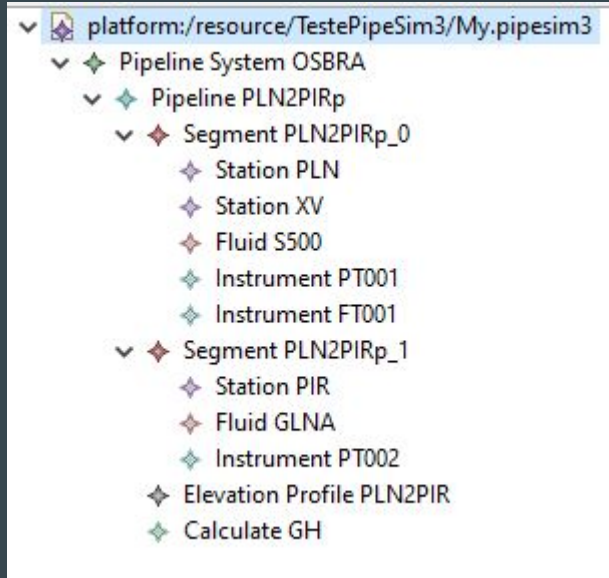 platform:/resource/TestePipeSim3/My.pipesim3
Pipeline System OSBRA
Pipeline PLN2PIRp
Segment PLN2PIRp_0
Station PLN
Station XV
Fluid S500
Instrument PT001
Instrument FT001
Segment PLN2PIRp_1
Station PIR
Fluid GLNA
Instrument PT002
Elevation Profile PLN2PIR
Calculate GH